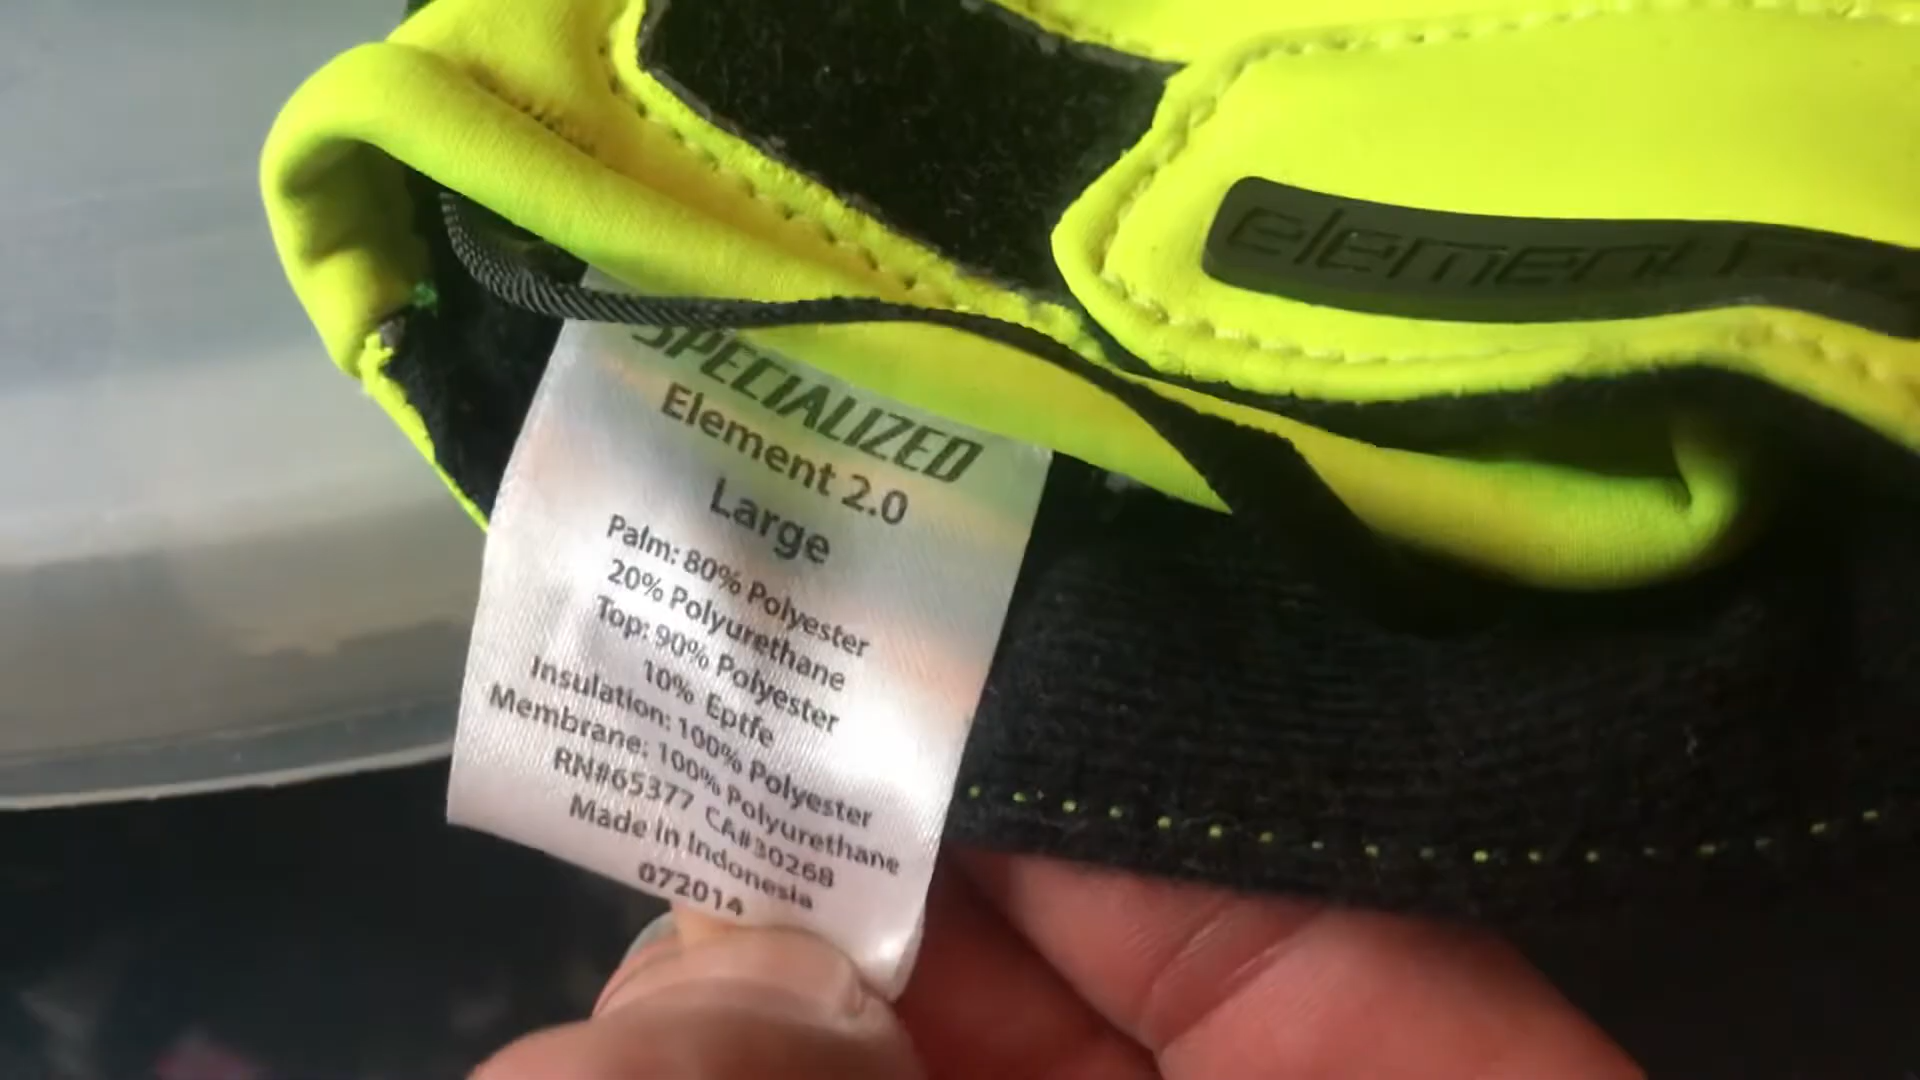 element
SPECIALIZED
Element 2.0
Large
Palm: 80% Polyester
20% Polyurethane
Top: 90% Polyester
10% Eptfe
Insulation: 100% Polyester
Membrane: 100% Polyurethane
RN#65377 CA#30268
Made in Indonesia
072014